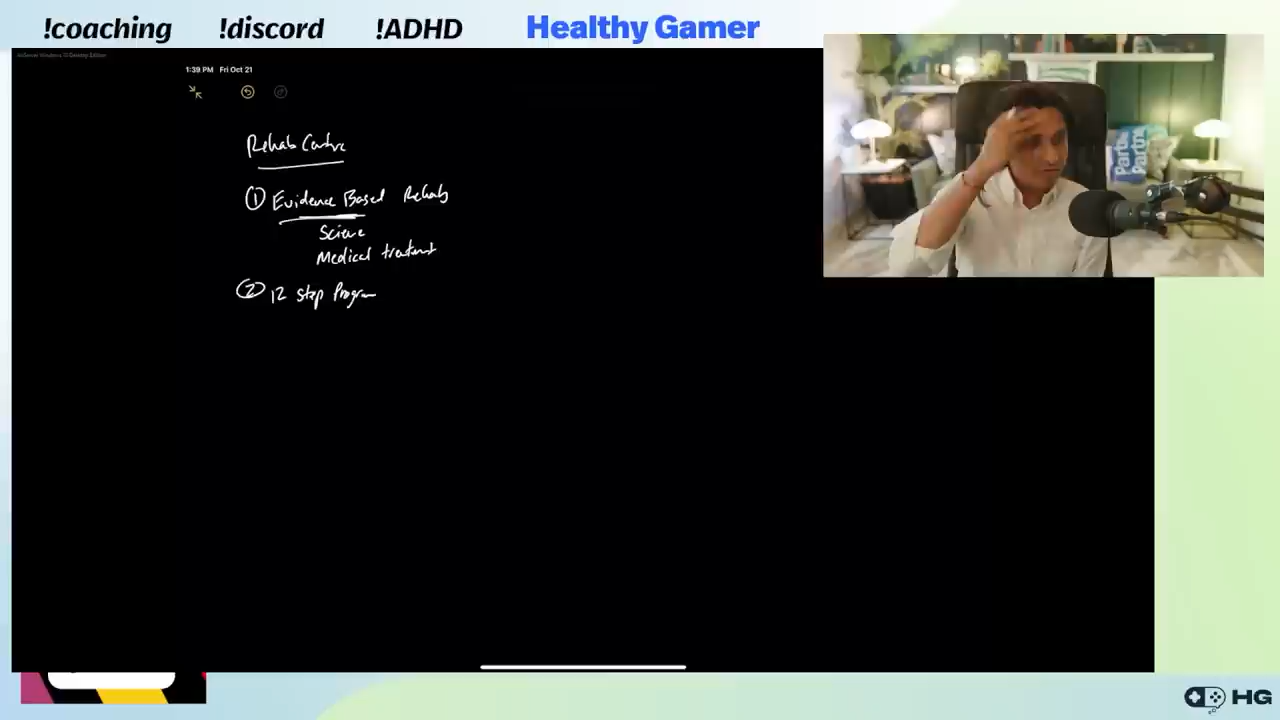 !coaching !discord !ADHD Healthy Gamer
1:39 PM Fri Oct 21
Rehab Centre
① Evidence Based Rehab
Science
Medical treatment
② 12 step Program
HG